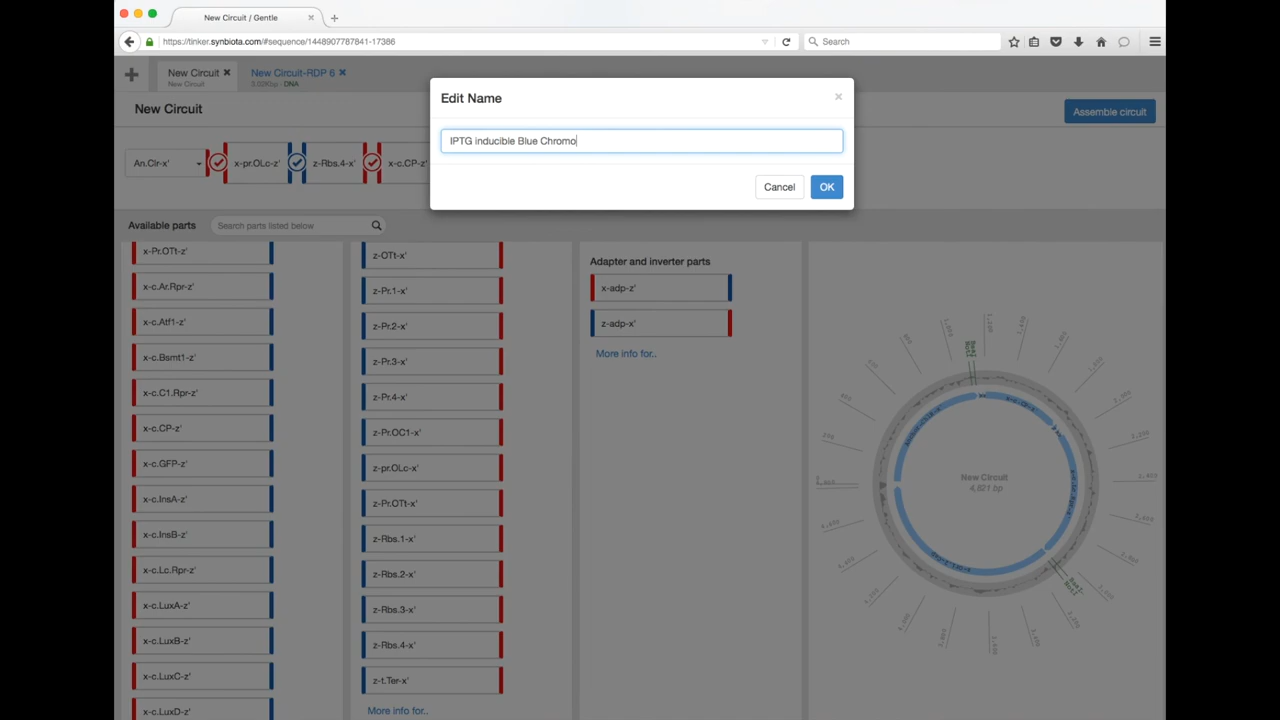 New Circuit / Gentle
https://tinker.synbiota.com/#sequence/1448907787841-17386
Search
New Circuit
New Circuit
New Circuit-RDP 6
3.02Kbp - DNA
New Circuit
Assemble circuit
Edit Name
IPTG inducible Blue Chromo
Cancel
OK
An.Clr-x'
x-pr.OLc-z'
z-Rbs.4-x'
x-c.CP-z'
Available parts
Search parts listed below
x-Pr.OTt-z'
x-c.Ar.Rpr-z'
x-c.Atf1-z'
x-c.Bsmt1-z'
x-c.C1.Rpr-z'
x-c.CP-z'
x-c.GFP-z'
x-c.InsA-z'
x-c.InsB-z'
x-c.Lc.Rpr-z'
x-c.LuxA-z'
x-c.LuxB-z'
x-c.LuxC-z'
x-c.LuxD-z'
z-OTt-x'
z-Pr.1-x'
z-Pr.2-x'
z-Pr.3-x'
z-Pr.4-x'
z-Pr.OC1-x'
z-pr.OLc-x'
z-Pr.OTt-x'
z-Rbs.1-x'
z-Rbs.2-x'
z-Rbs.3-x'
z-Rbs.4-x'
z-t.Ter-x'
More info for..
Adapter and inverter parts
x-adp-z'
z-adp-x'
More info for..
New Circuit
4,621 bp